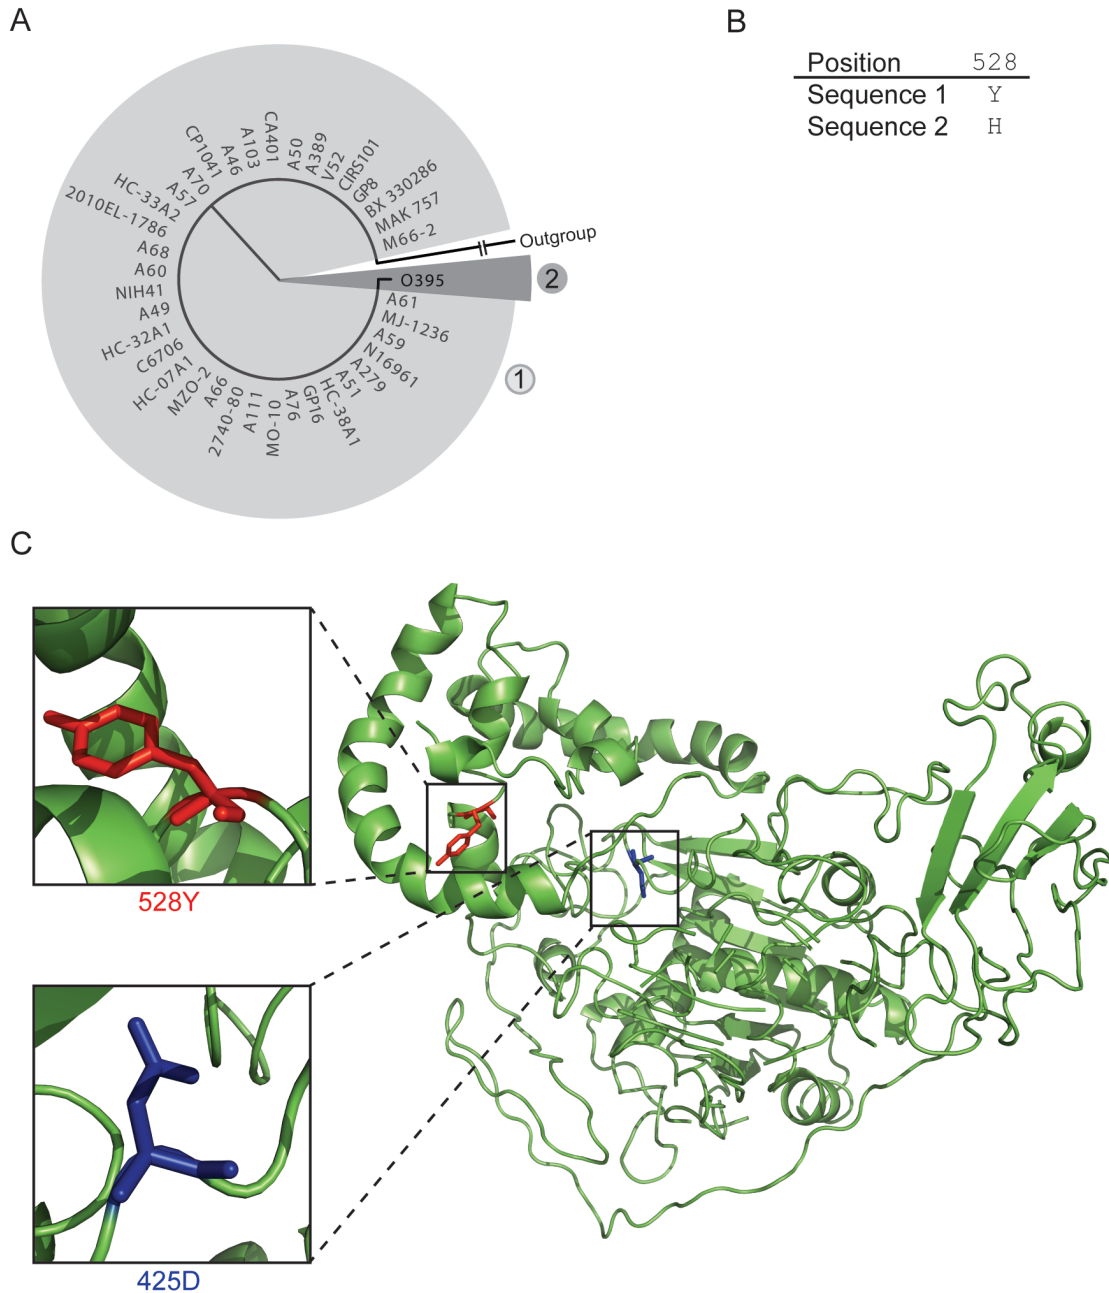 A
CP1041
A46
A103
CA401
A50
A389
V52
CIRS101
GP8
BX 330286
MAK 757
M66-2
Outgroup
O395
2
A61
MJ-1236
A59
N16961
A279
A51
HC-38A1
GP16
A76
MO-10
A111
2740-80
A66
MZO-2
HC-07A1
C6706
HC-32A1
A49
NIH41
A60
A68
2010EL-1786
HC-33A2
A57
A70
1
B
Position 528
Sequence 1 Y
Sequence 2 H
C
528Y
425D